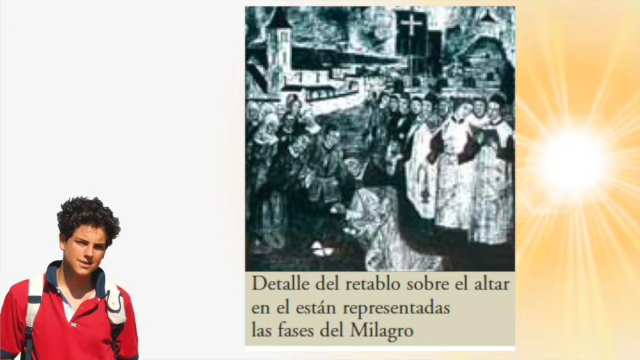 Detalle del retablo sobre el altar
en el están representadas
las fases del Milagro